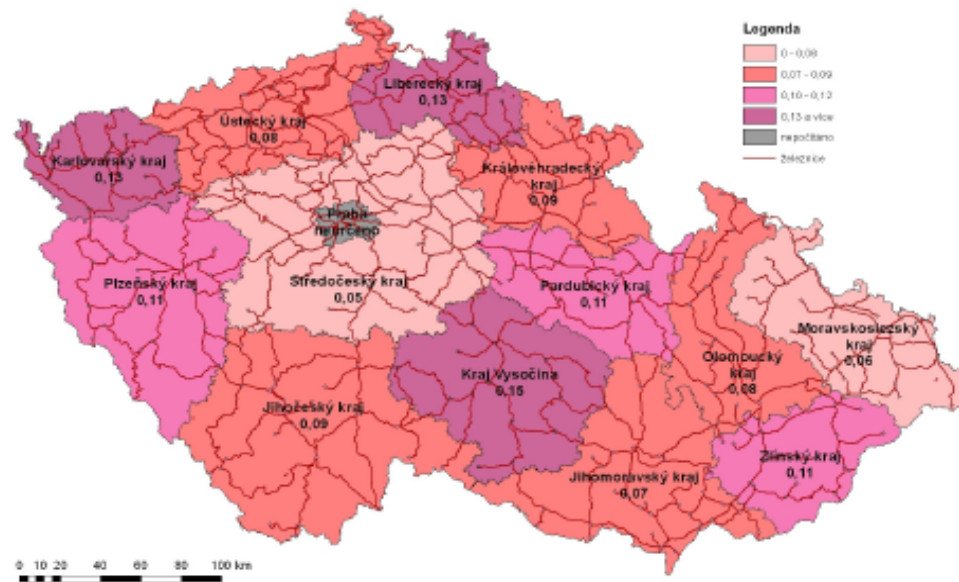 Legenda
0 - 0,06
0,07 - 0,09
0,10 - 0,12
0,13 a více
nepočítáno
železnice
Liberecký kraj
0,13
Ústecký kraj
0,08
Karlovarský kraj
0,13
Královéhradecký
kraj
0,09
Praha
neurčeno
Plzeňský kraj
0,11
Středočeský kraj
0,05
Pardubický kraj
0,11
Moravskoslezský
kraj
0,06
Olomoucký
kraj
0,08
Kraj Vysočina
0,15
Jihočeský kraj
0,09
Zlínský kraj
0,11
Jihomoravský kraj
0,07
0 10 20 40 60 80 100 km